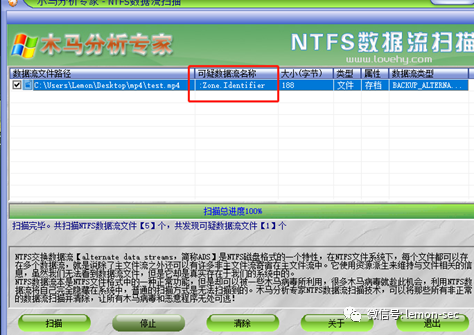 木马分析专家 - NTFS数据流扫描
木马分析专家
NTFS数据流扫描
www.lovehy.com
数据流文件路径 可疑数据流名称 大小(字节) 类型 属性 数据流类型
C:\Users\Lemon\Desktop\mp4\test.mp4 :Zone.Identifier 188 文件 存档 BACKUP_ALTERNA...
扫描总进度100%
扫描完毕。共扫描NTFS数据流文件【5】个，共发现可疑数据流文件【1】个
NTFS交换数据流【alternate data streams，简称ADS】是NTFS磁盘格式的一个特性，在NTFS文件系统下，每个文件都可以存
在多个数据流，就是说除了主文件流之外还可以有许多非主文件流寄宿在主文件流中。它使用资源派生来维持与文件相关的信
息，虽然我们无法看到数据流文件，但是它却是真实存在于我们的系统中的。
NTFS数据流本是NTFS文件格式中的一种正常功能，但是却可以被一些木马病毒所利用，很多木马病毒就趁此机会，利用NTFS数
据流将自己完全隐藏在系统中，普通的扫描方式是无法扫描到的。木马分析专家NTFS数据流扫描技术，可以将那些所有非正常
的数据流扫描并清除，让所有木马病毒和恶意程序无处可逃！
扫描 停止 清除 关于 退出
微信号: lemon-sec